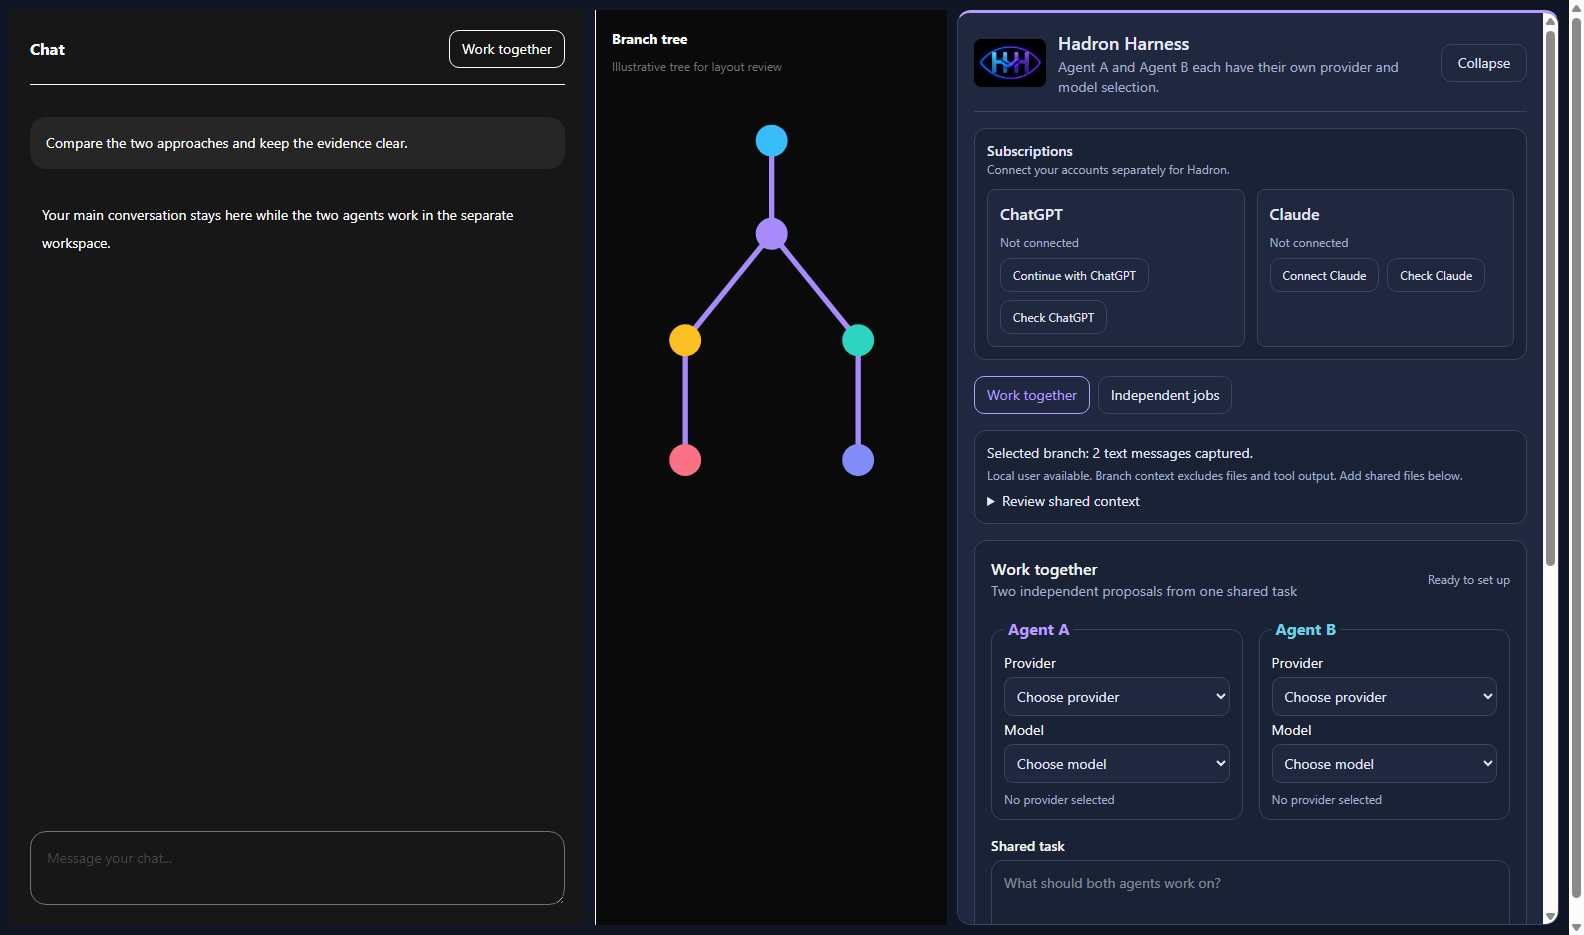 Chat
Work together
Compare the two approaches and keep the evidence clear.
Your main conversation stays here while the two agents work in the separate
workspace.
Message your chat...
Branch tree
Illustrative tree for layout review
Hadron Harness
Agent A and Agent B each have their own provider and
model selection.
Collapse
Subscriptions
Connect your accounts separately for Hadron.
ChatGPT
Not connected
Continue with ChatGPT
Check ChatGPT
Claude
Not connected
Connect Claude
Check Claude
Work together
Independent jobs
Selected branch: 2 text messages captured.
Local user available. Branch context excludes files and tool output. Add shared files below.
Review shared context
Work together
Two independent proposals from one shared task
Ready to set up
Agent A
Provider
Choose provider
Model
Choose model
No provider selected
Agent B
Provider
Choose provider
Model
Choose model
No provider selected
Shared task
What should both agents work on?